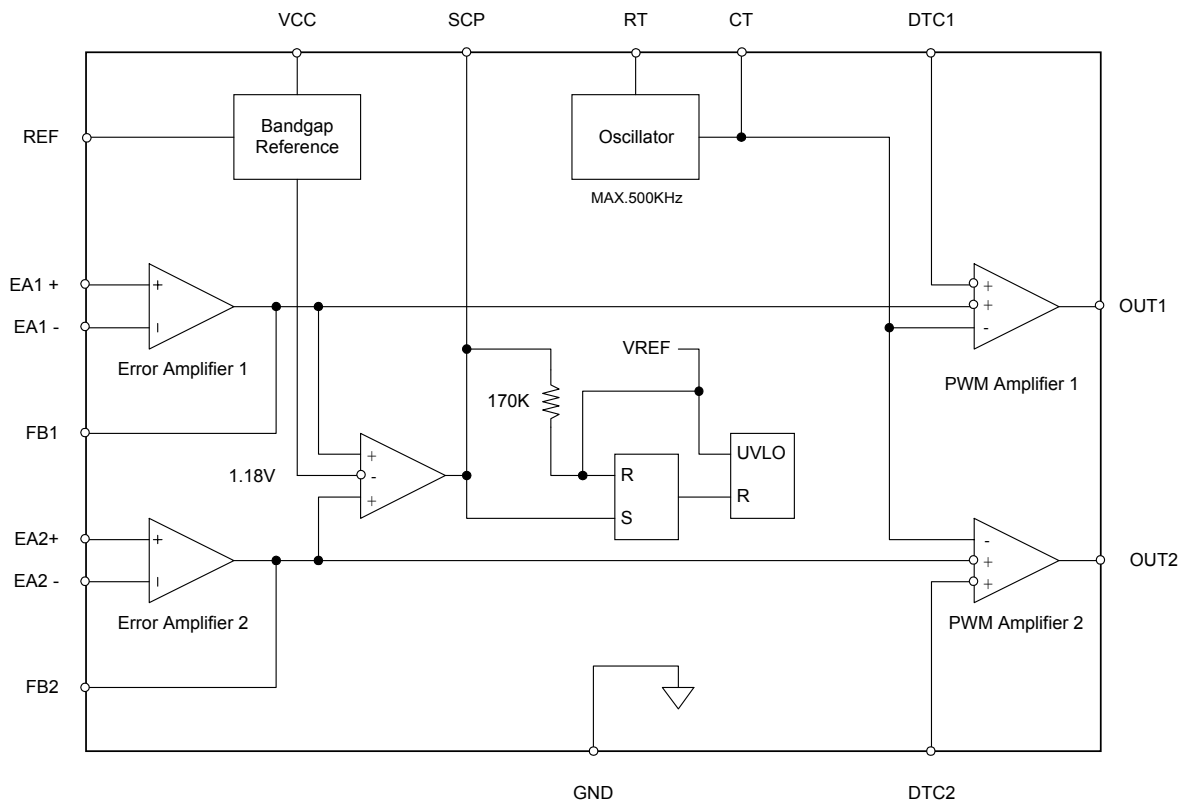 VCC
SCP
RT
CT
DTC1
REF
Bandgap
Reference
Oscillator
MAX.500KHz
EA1 +
+
EA1 -
-
Error Amplifier 1
+
+
-
OUT1
PWM Amplifier 1
VREF
170K
FB1
1.18V
+
-
+
R
S
UVLO
R
EA2+
+
EA2 -
-
Error Amplifier 2
-
+
+
OUT2
PWM Amplifier 2
FB2
GND
DTC2